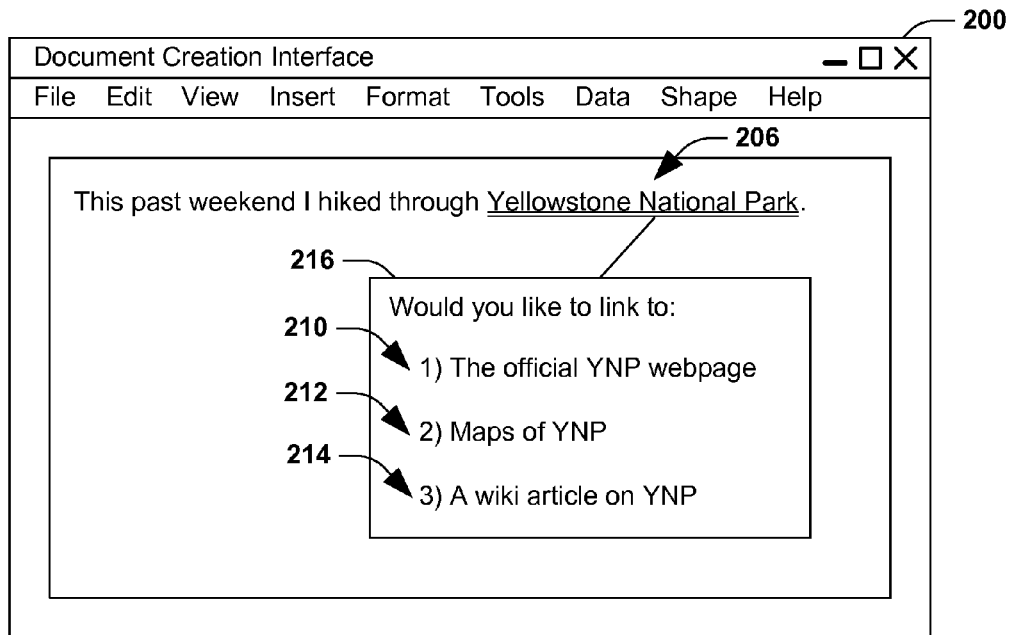 200
Document Creation Interface
File Edit View Insert Format Tools Data Shape Help
206
This past weekend I hiked through Yellowstone National Park.
216
Would you like to link to:
210
1) The official YNP webpage
212
2) Maps of YNP
214
3) A wiki article on YNP